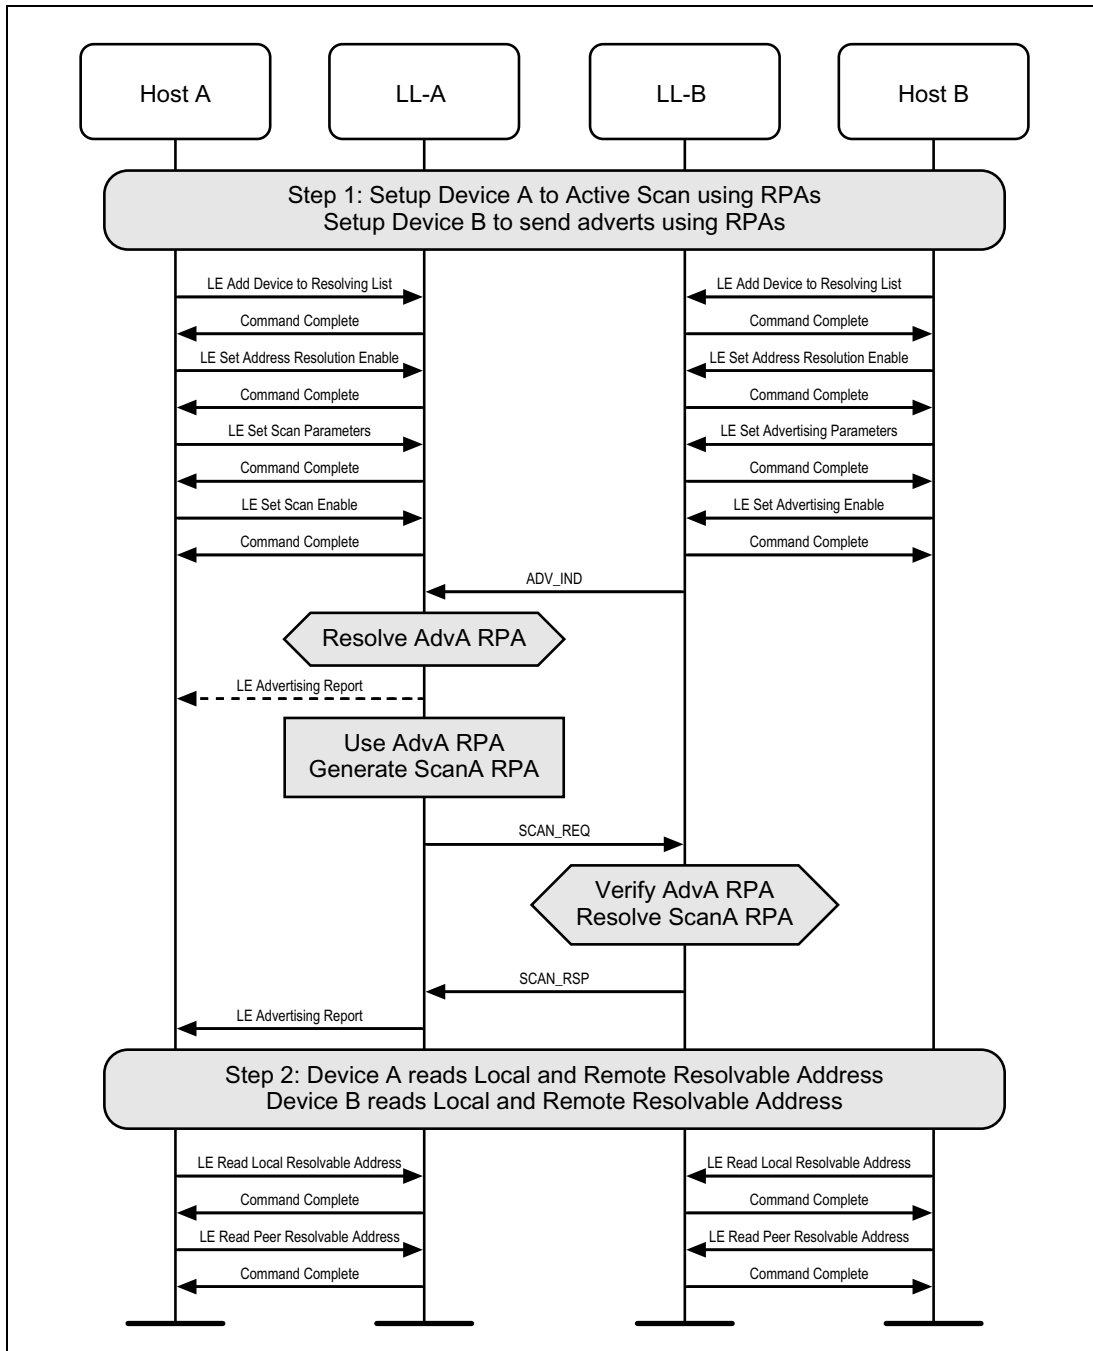 Host A
LL-A
LL-B
Host B
Step 1: Setup Device A to Active Scan using RPAs
Setup Device B to send adverts using RPAs
LE Add Device to Resolving List
LE Add Device to Resolving List
Command Complete
Command Complete
LE Set Address Resolution Enable
LE Set Address Resolution Enable
Command Complete
Command Complete
LE Set Scan Parameters
LE Set Advertising Parameters
Command Complete
Command Complete
LE Set Scan Enable
LE Set Advertising Enable
Command Complete
Command Complete
ADV_IND
Resolve AdvA RPA
LE Advertising Report
Use AdvA RPA
Generate ScanA RPA
SCAN_REQ
Verify AdvA RPA
Resolve ScanA RPA
SCAN_RSP
LE Advertising Report
Step 2: Device A reads Local and Remote Resolvable Address
Device B reads Local and Remote Resolvable Address
LE Read Local Resolvable Address
LE Read Local Resolvable Address
Command Complete
Command Complete
LE Read Peer Resolvable Address
LE Read Peer Resolvable Address
Command Complete
Command Complete